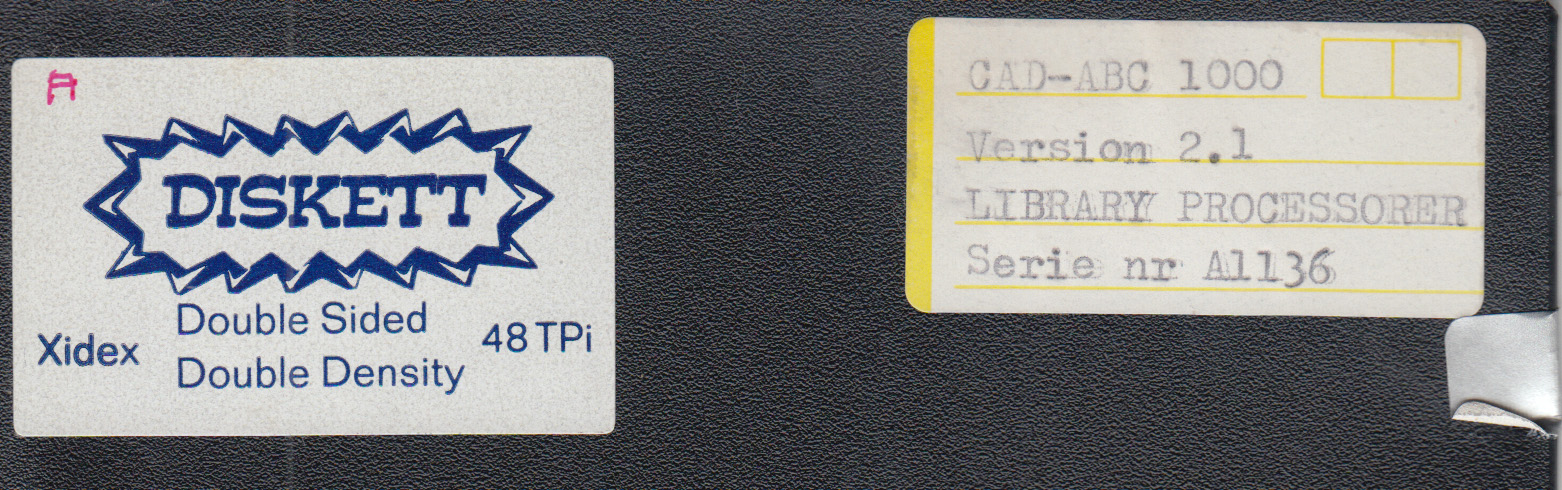 A
DISKETT
Xidex
Double Sided
Double Density
48 TPi
CAD-ABC 1000
Version 2.1
LIBRARY PROCESSORER
Serie nr A1136